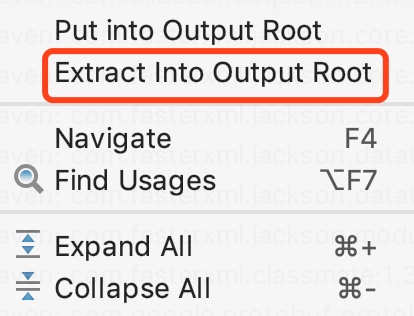 Put into Output Root
Extract Into Output Root
Navigate F4
Find Usages ⌥F7
Expand All ⌘+
Collapse All ⌘-